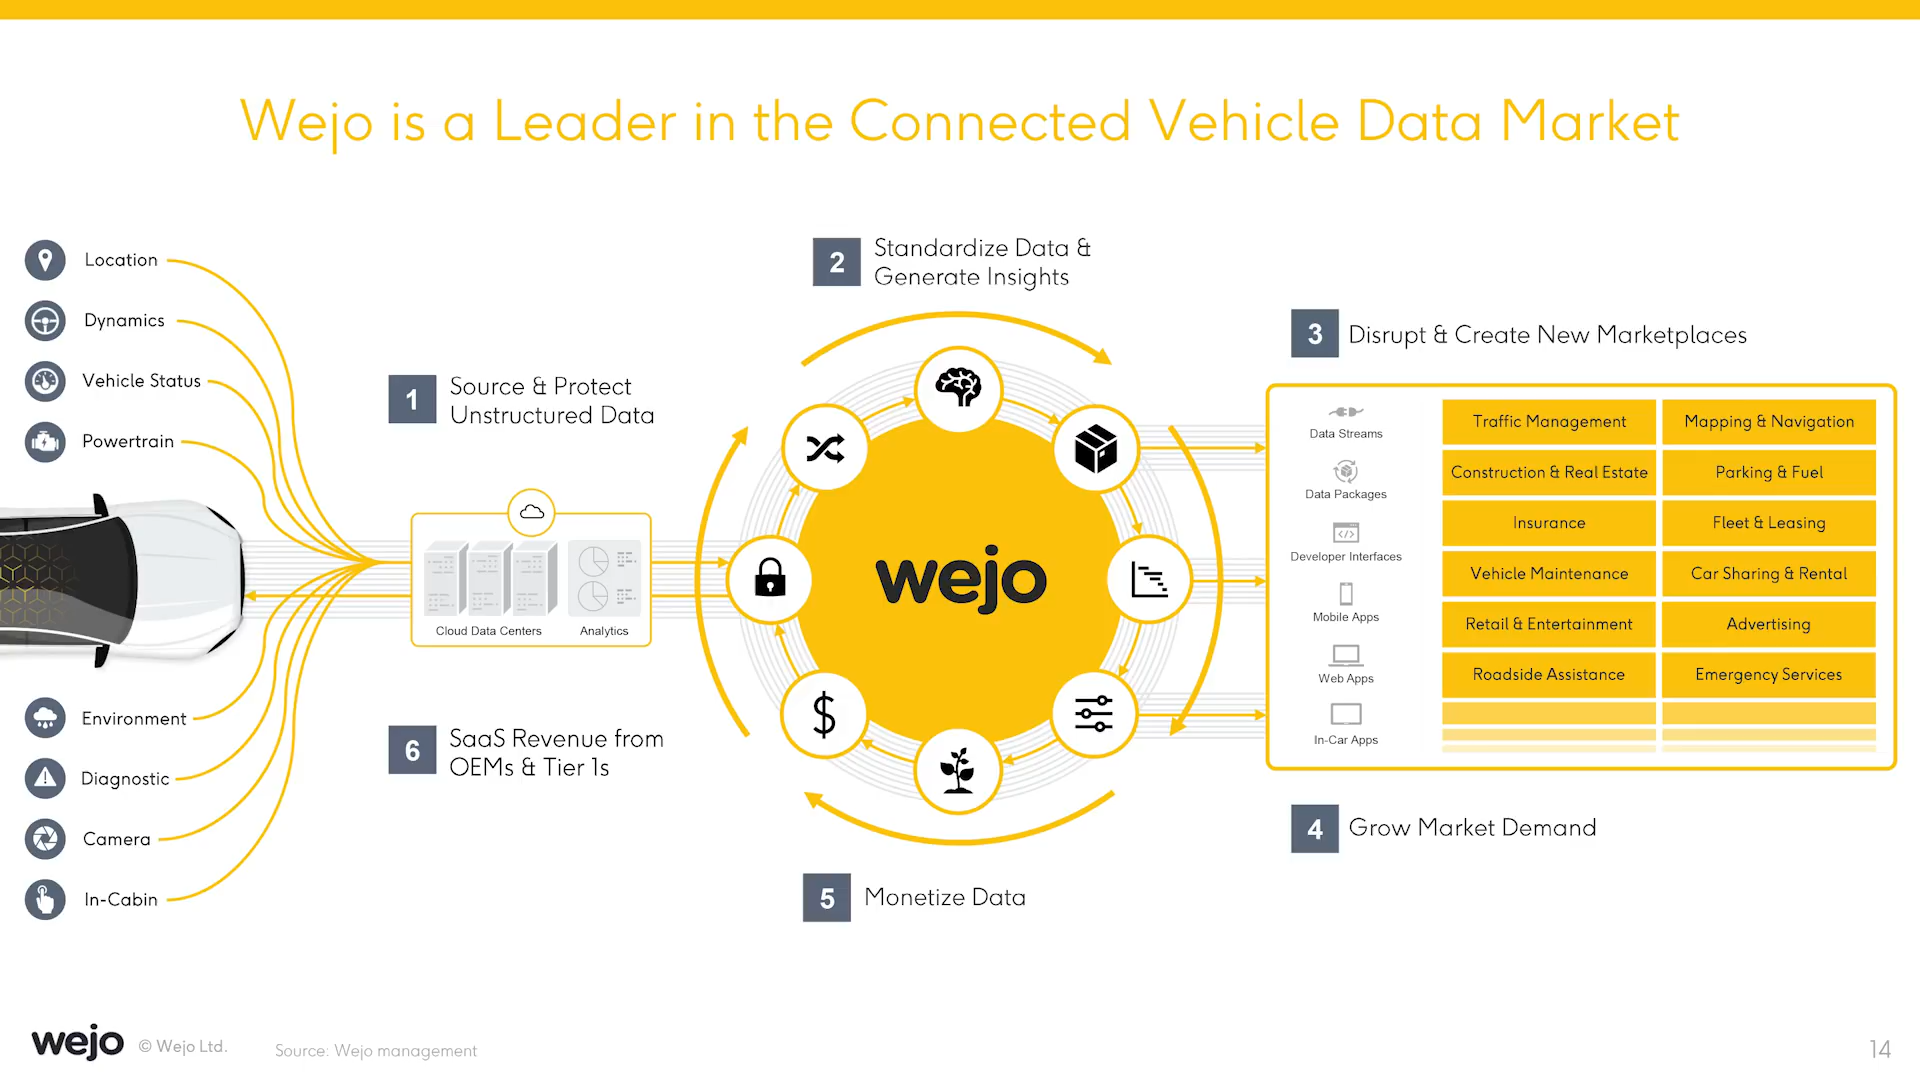 Wejo is a Leader in the Connected Vehicle Data Market
Location
Dynamics
Vehicle Status
Powertrain
Environment
Diagnostic
Camera
In-Cabin
1
Source & Protect
Unstructured Data
Cloud Data Centers
Analytics
6
SaaS Revenue from
OEMs & Tier 1s
2
Standardize Data &
Generate Insights
wejo
$
5
Monetize Data
3
Disrupt & Create New Marketplaces
Data Streams
Data Packages
Developer Interfaces
Mobile Apps
Web Apps
In-Car Apps
Traffic Management
Mapping & Navigation
Construction & Real Estate
Parking & Fuel
Insurance
Fleet & Leasing
Vehicle Maintenance
Car Sharing & Rental
Retail & Entertainment
Advertising
Roadside Assistance
Emergency Services
4
Grow Market Demand
wejo
© Wejo Ltd.
Source: Wejo management
14